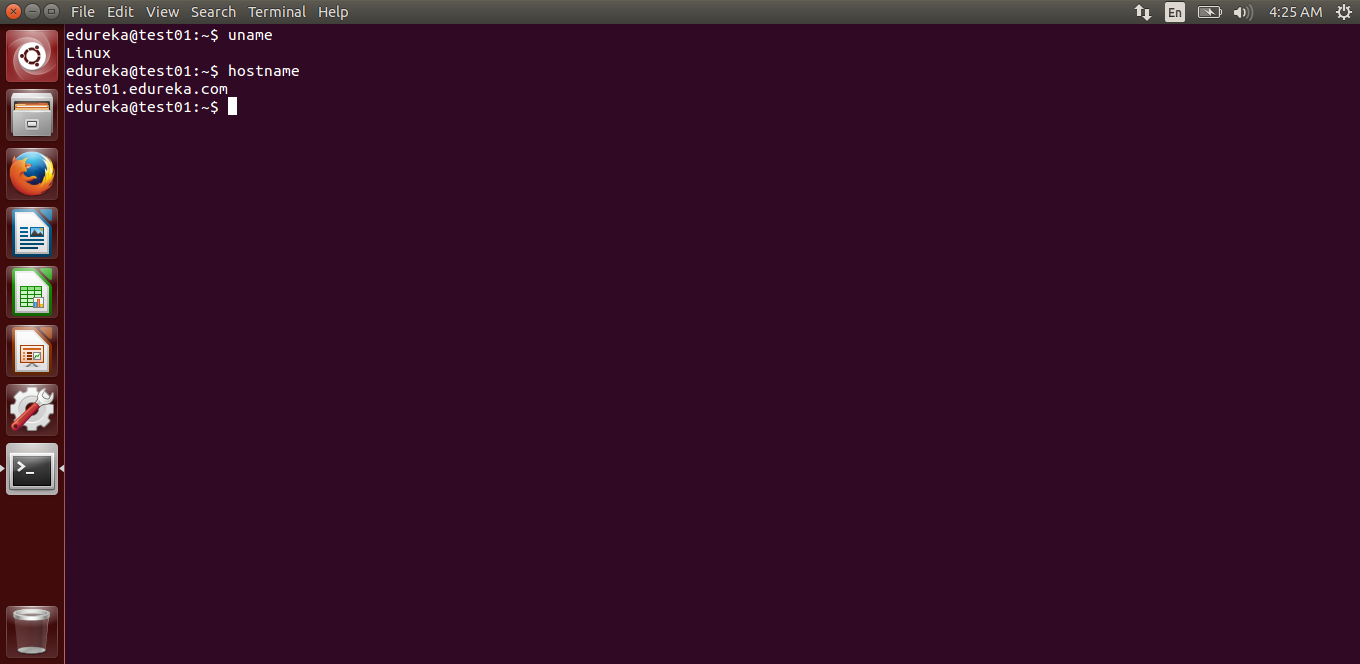 File Edit View Search Terminal Help En 4:25 AM
edureka@test01:~$ uname
Linux
edureka@test01:~$ hostname
test01.edureka.com
edureka@test01:~$
>_